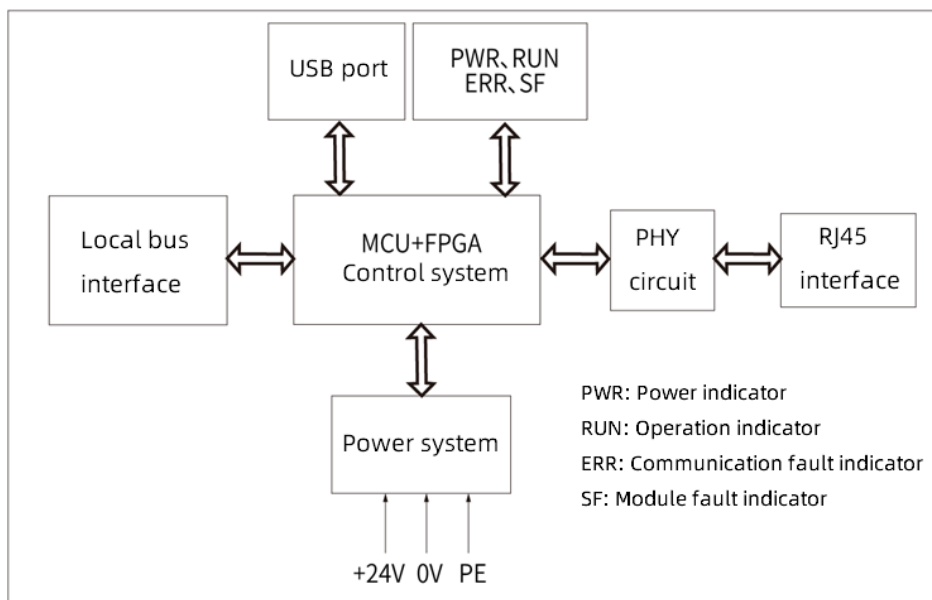 USB port
PWR、RUN
ERR、SF
Local bus
interface
MCU+FPGA
Control system
PHY
circuit
RJ45
interface
Power system
PWR: Power indicator
RUN: Operation indicator
ERR: Communication fault indicator
SF: Module fault indicator
+24V 0V PE